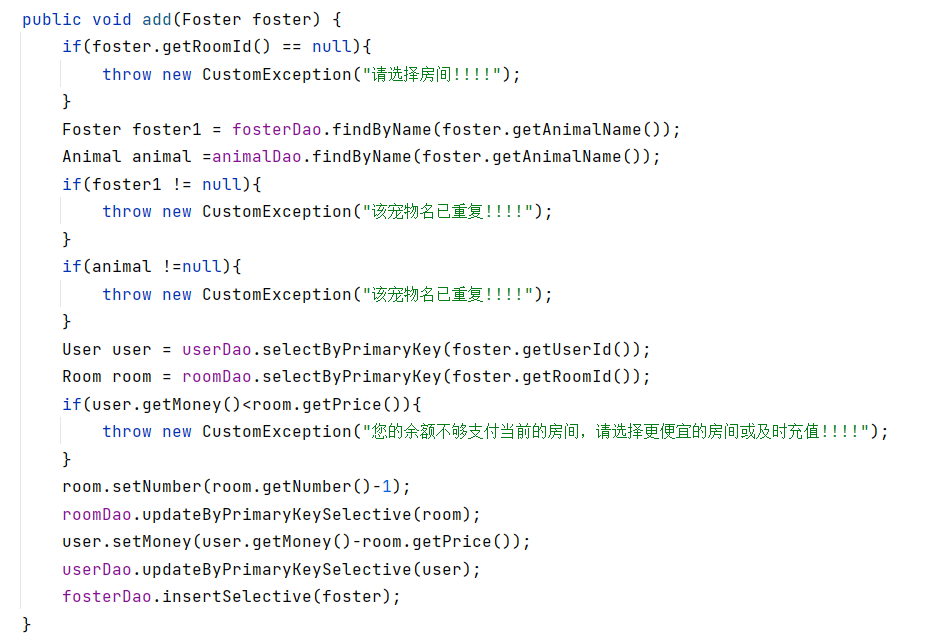 public void add(Foster foster) {
    if(foster.getRoomId() == null){
        throw new CustomException("请选择房间!!!!");
    }
    Foster foster1 = fosterDao.findByName(foster.getAnimalName());
    Animal animal =animalDao.findByName(foster.getAnimalName());
    if(foster1 != null){
        throw new CustomException("该宠物名已重复!!!!");
    }
    if(animal !=null){
        throw new CustomException("该宠物名已重复!!!!");
    }
    User user = userDao.selectByPrimaryKey(foster.getUserId());
    Room room = roomDao.selectByPrimaryKey(foster.getRoomId());
    if(user.getMoney()<room.getPrice()){
        throw new CustomException("您的余额不够支付当前的房间，请选择更便宜的房间或及时充值!!!!");
    }
    room.setNumber(room.getNumber()-1);
    roomDao.updateByPrimaryKeySelective(room);
    user.setMoney(user.getMoney()-room.getPrice());
    userDao.updateByPrimaryKeySelective(user);
    fosterDao.insertSelective(foster);
}